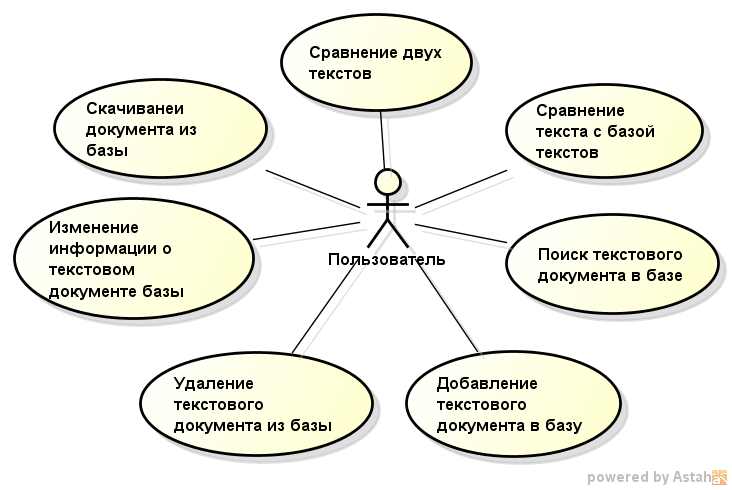 Сравнение двух
текстов
Скачиванеи
документа из
базы
Сравнение
текста с базой
текстов
Изменение
информации о
текстовом
документе базы
Пользователь
Поиск текстового
документа в базе
Удаление
текстового
документа из базы
Добавление
текстового
документа в базу
powered by Astah